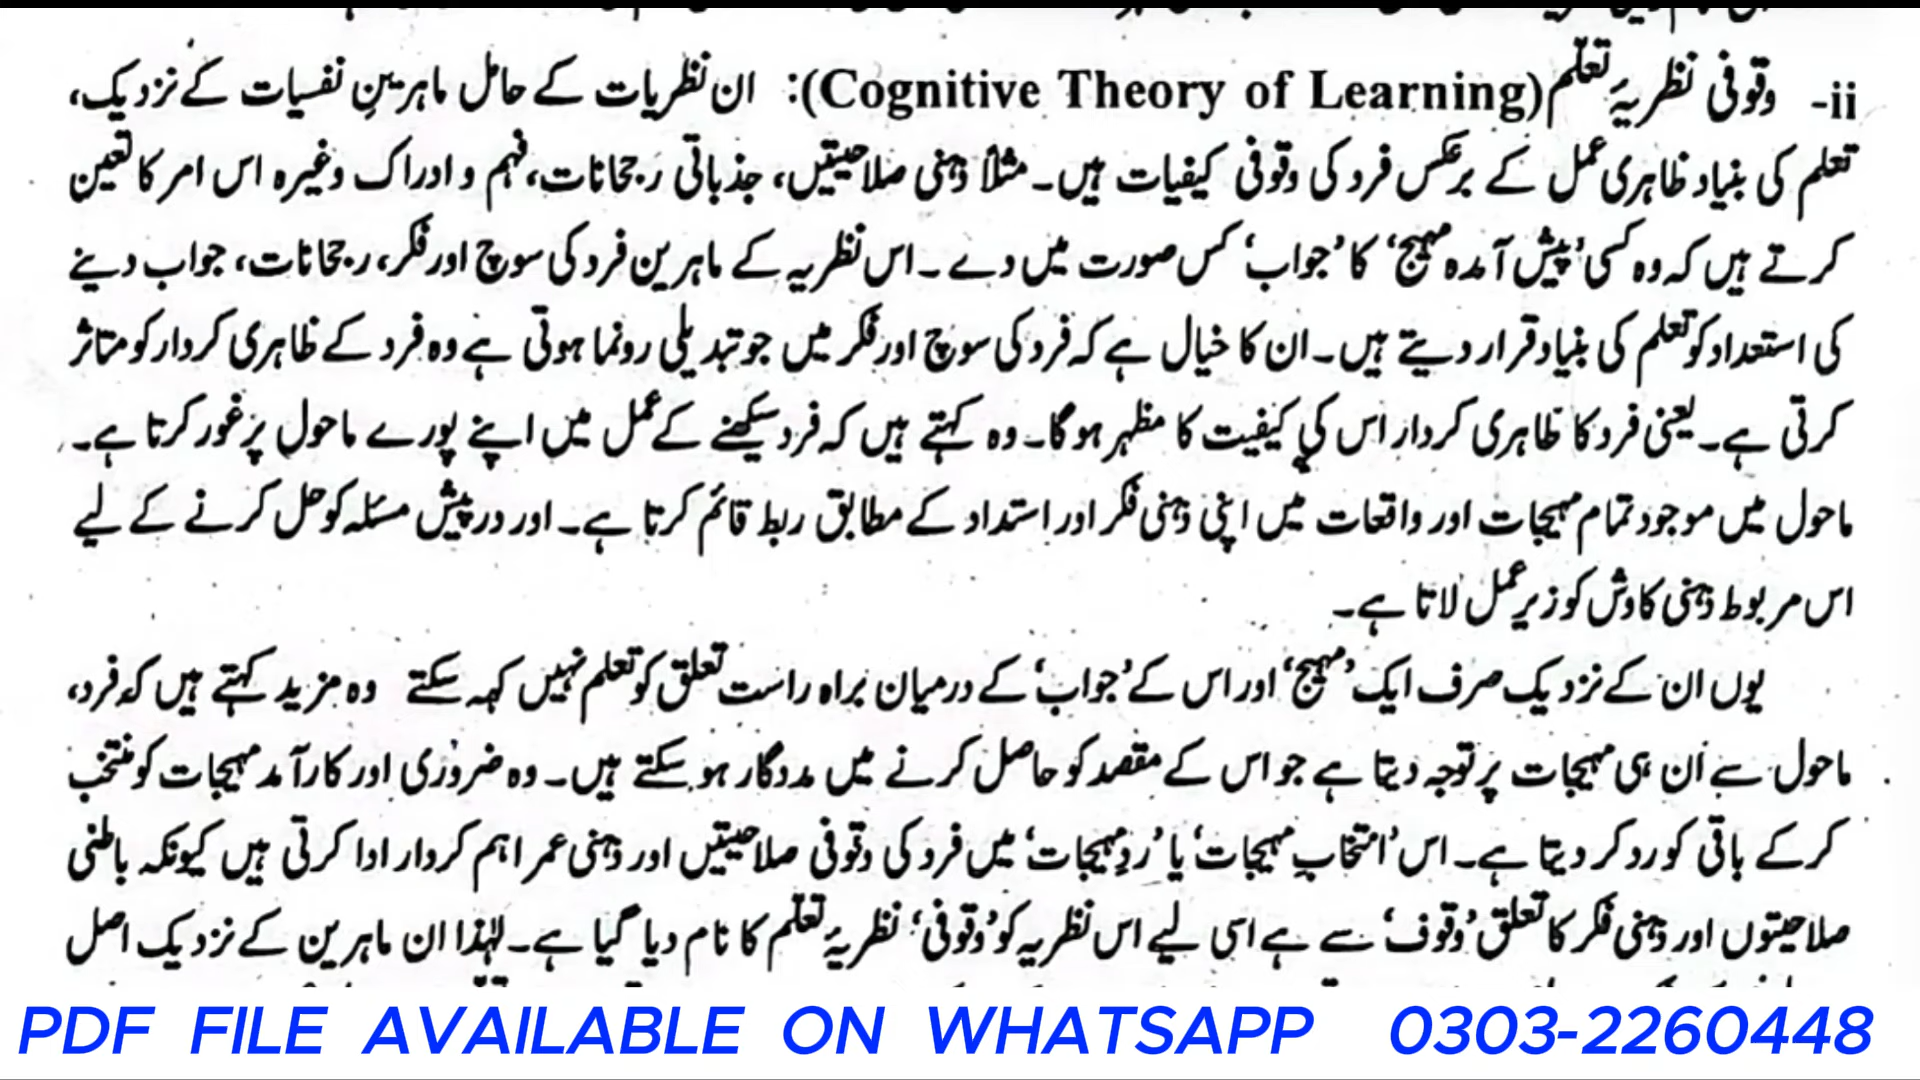 ii- وقوفی نظریۂ تعلّم (Cognitive Theory of Learning): ان نظریات کے حامل ماہرینِ نفسیات کے نزدیک،
تعلم کی بنیاد ظاہری عمل کے برعکس فرد کی وقوفی کیفیات ہیں۔ مثلاً ذہنی صلاحیتیں، جذباتی رجحانات، فہم و ادراک وغیرہ اس امر کا تعین
کرتے ہیں کہ وہ کسی 'پیش آمدہ مہیج' کا 'جواب' کس صورت میں دے۔ اس نظریہ کے ماہرین فرد کی سوچ اور فکر، رجحانات، جواب دینے
کی استعداد کو تعلم کی بنیاد قرار دیتے ہیں۔ ان کا خیال ہے کہ فرد کی سوچ اور فکر میں جو تبدیلی رونما ہوتی ہے وہ فرد کے ظاہری کردار کو متاثر
کرتی ہے۔ یعنی فرد کا ظاہری کردار اس کی کیفیت کا مظہر ہو گا۔ وہ کہتے ہیں کہ فرد سیکھنے کے عمل میں اپنے پورے ماحول پر غور کرتا ہے۔
ماحول میں موجود تمام مہیجات اور واقعات میں اپنی ذہنی فکر اور استداد کے مطابق ربط قائم کرتا ہے۔ اور درپیش مسئلہ کو حل کرنے کے لیے
اس مربوط ذہنی کاوش کو زیرِ عمل لاتا ہے۔
یوں ان کے نزدیک صرف ایک 'مہیج' اور اس کے 'جواب' کے درمیان براہ راست تعلق کو تعلم نہیں کہہ سکتے وہ مزید کہتے ہیں کہ فرد،
ماحول سے اُن ہی مہیجات پر توجہ دیتا ہے جو اس کے مقصد کو حاصل کرنے میں مددگار ہو سکتے ہیں۔ وہ ضروری اور کارآمد مہیجات کو منتخب
کر کے باقی کو رد کر دیتا ہے۔ اس 'انتخابِ مہیجات' یا 'ردِ مہیجات' میں فرد کی وقوفی صلاحیتیں اور ذہنی عمر اہم کردار ادا کرتی ہیں کیونکہ باطنی
صلاحیتوں اور ذہنی فکر کا تعلق 'وقوف' سے ہے اسی لیے اس نظریہ کو 'وقوفی' نظریۂ تعلّم کا نام دیا گیا ہے۔ لہٰذا ان ماہرین کے نزدیک اصل
PDF FILE AVAILABLE ON WHATSAPP 0303-2260448